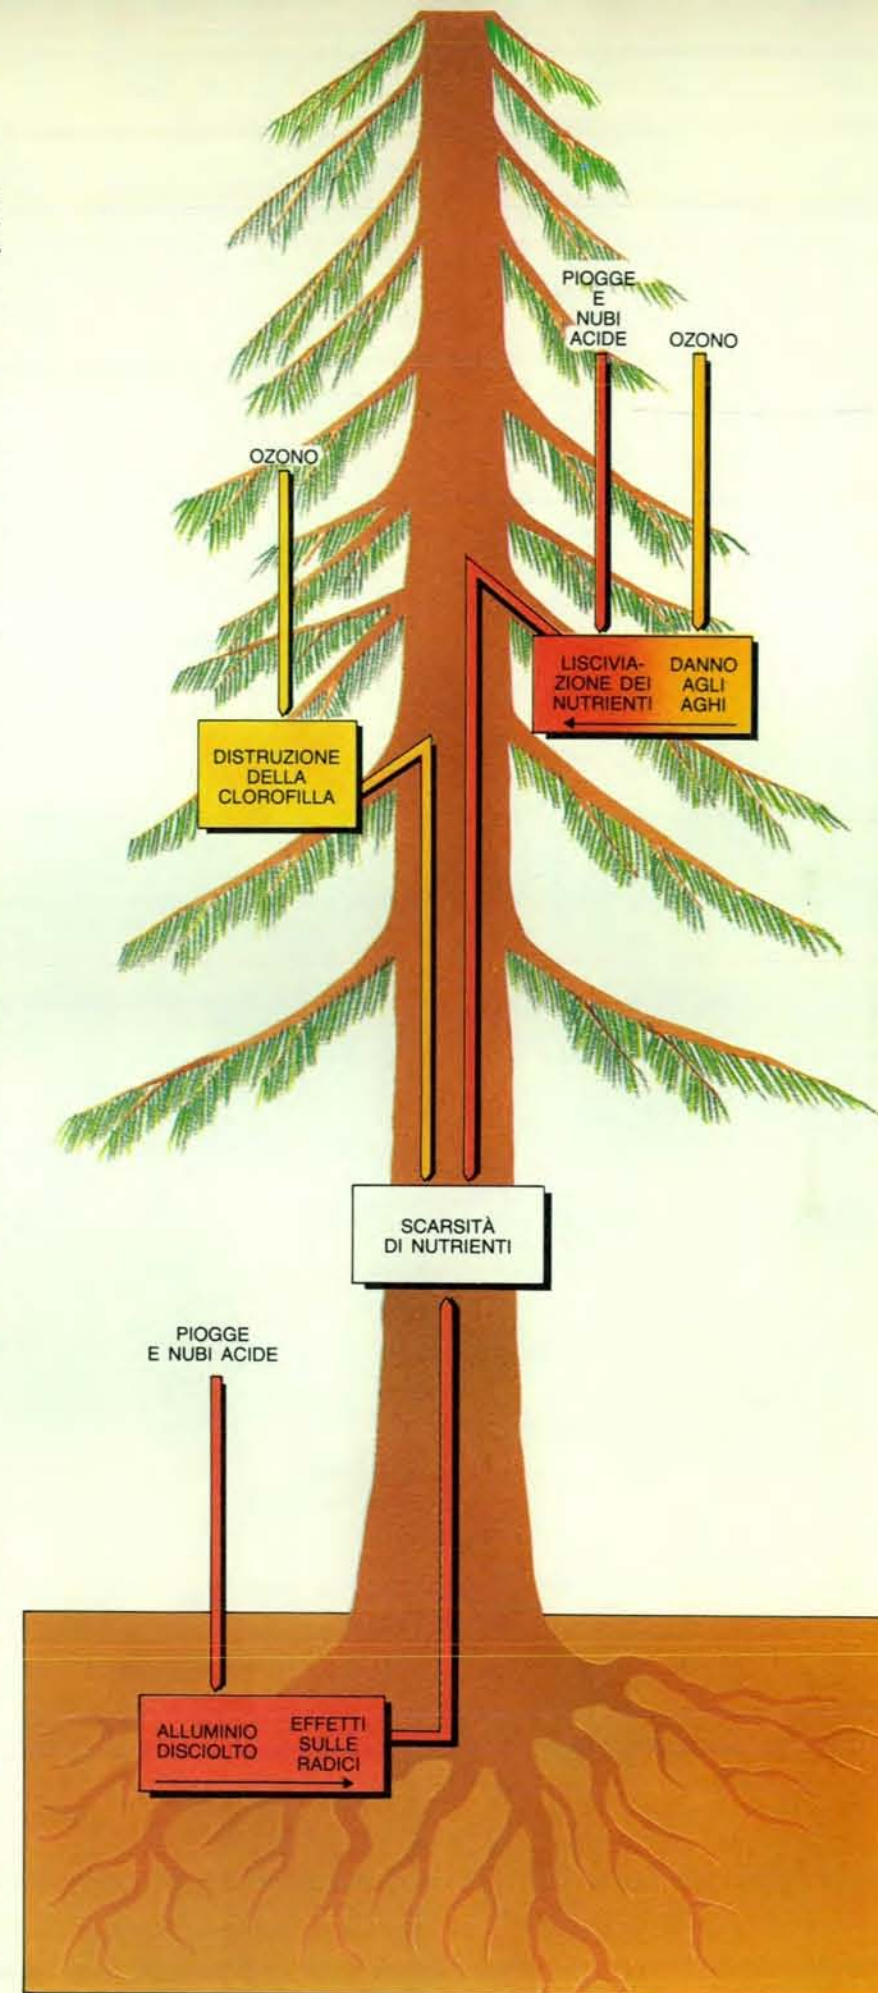 PIOGGE
E
NUBI
ACIDE
OZONO
OZONO
LISCIVIA-
ZIONE DEI
NUTRIENTI
DANNO
AGLI
AGHI
DISTRUZIONE
DELLA
CLOROFILLA
SCARSITÀ
DI NUTRIENTI
PIOGGE
E NUBI ACIDE
ALLUMINIO
DISCIOLTO
EFFETTI
SULLE
RADICI